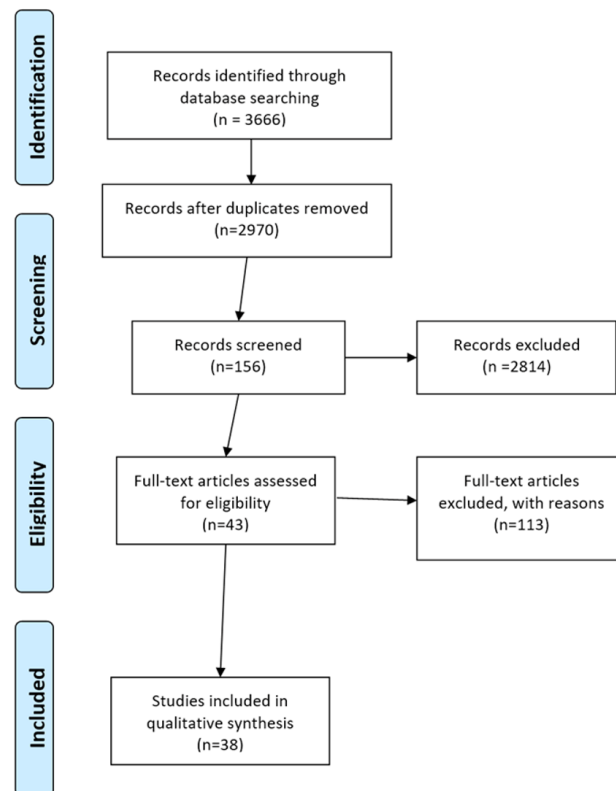 Identification
Records identified through
database searching
(n = 3666)
Records after duplicates removed
(n=2970)
Screening
Records screened
(n=156)
Records excluded
(n =2814)
Eligibility
Full-text articles assessed
for eligibility
(n=43)
Full-text articles
excluded, with reasons
(n=113)
Included
Studies included in
qualitative synthesis
(n=38)